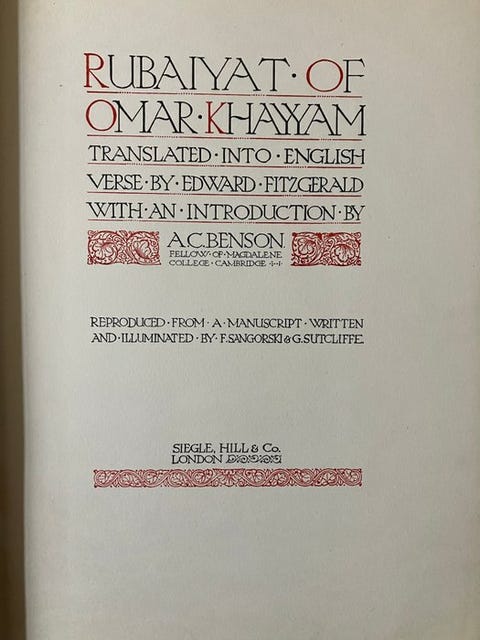 RUBAIYAT·OF
OMAR·KHAYYAM
TRANSLATED·INTO·ENGLISH
VERSE·BY·EDWARD·FITZGERALD
WITH·AN·INTRODUCTION·BY
A.C.BENSON
FELLOW·OF·MAGDALENE
COLLEGE·CAMBRIDGE
REPRODUCED·FROM·A·MANUSCRIPT·WRITTEN
AND·ILLUMINATED·BY·F.SANGORSKI&G.SUTCLIFFE
SIEGLE, HILL & Co.
LONDON